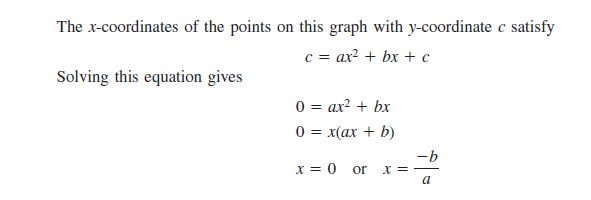 The x-coordinates of the points on this graph with y-coordinate c satisfy
c = ax² + bx + c
Solving this equation gives
0 = ax² + bx
0 = x(ax + b)
x = 0 or x = −b/a